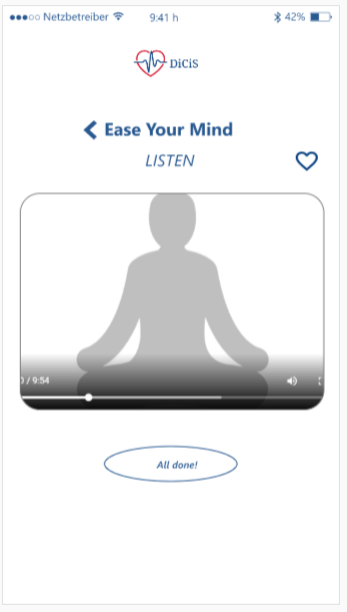 Netzbetreiber 9:41 h 42%
DiCiS
Ease Your Mind
LISTEN
/ 9:54
All done!